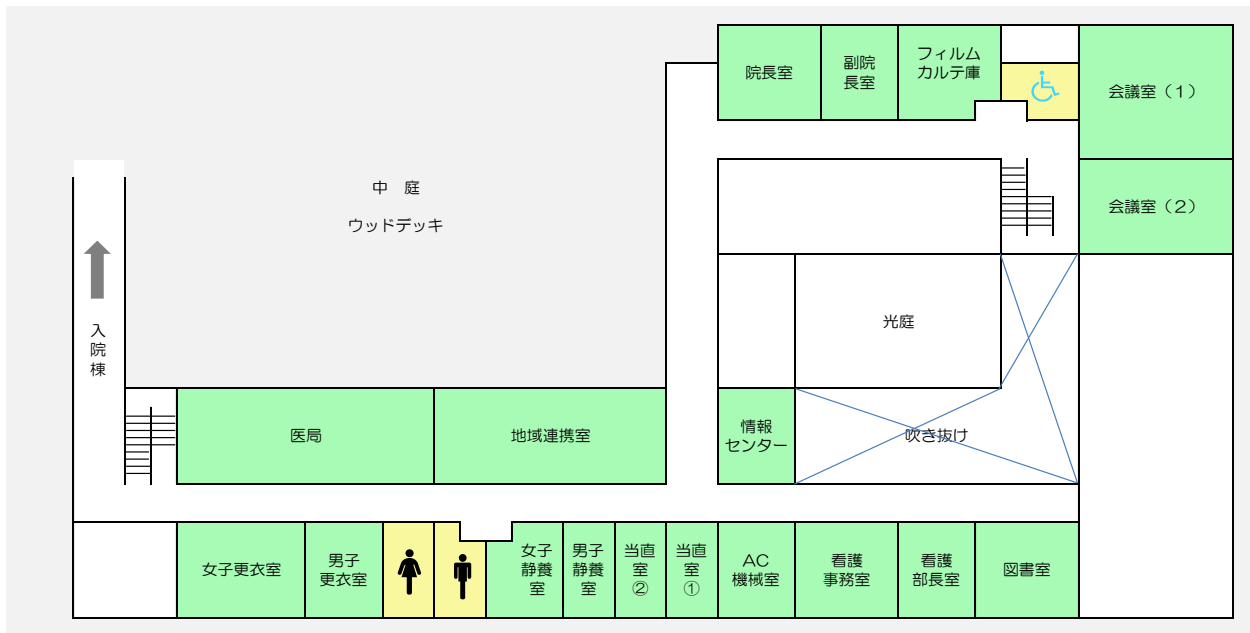 院長室
副院
長室
フィルム
カルテ庫
会議室（１）
会議室（２）
中　庭
ウッドデッキ
入
院
棟
光庭
医局
地域連携室
情報
センター
吹き抜け
女子更衣室
男子
更衣室
女子
静養
室
男子
静養
室
当直
室
②
当直
室
①
AC
機械室
看護
事務室
看護
部長室
図書室